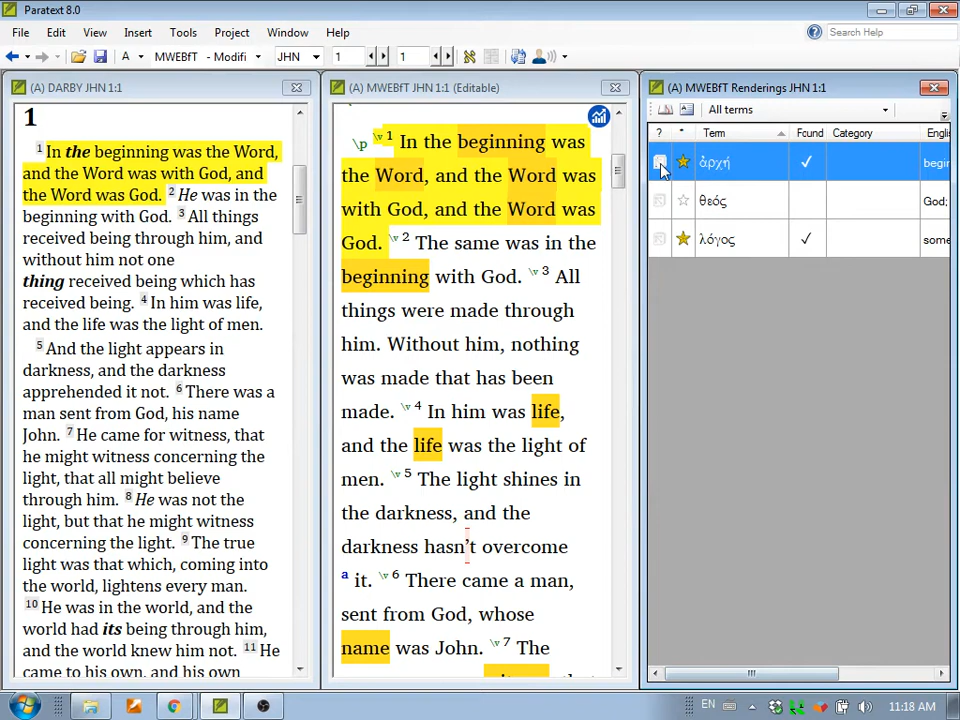 Paratext 8.0
File Edit View Insert Tools Project Window Help
A MWEBfT - Modifi JHN 1 1 Search Help
(A) DARBY JHN 1:1
1
1 In the beginning was the Word,
and the Word was with God, and
the Word was God. 2 He was in the
beginning with God. 3 All things
received being through him, and
without him not one
thing received being which has
received being. 4 In him was life,
and the life was the light of men.
5 And the light appears in
darkness, and the darkness
apprehended it not. 6 There was a
man sent from God, his name
John. 7 He came for witness, that
he might witness concerning the
light, that all might believe
through him. 8 He was not the
light, but that he might witness
concerning the light. 9 The true
light was that which, coming into
the world, lightens every man.
10 He was in the world, and the
world had its being through him,
and the world knew him not. 11 He
came to his own, and his own
(A) MWEBfT JHN 1:1 (Editable)
\p \v 1 In the beginning was
the Word, and the Word was
with God, and the Word was
God. \v 2 The same was in the
beginning with God. \v 3 All
things were made through
him. Without him, nothing
was made that has been
made. \v 4 In him was life,
and the life was the light of
men. \v 5 The light shines in
the darkness, and the
darkness hasn’t overcome
a it. \v 6 There came a man,
sent from God, whose
name was John. \v 7 The
(A) MWEBfT Renderings JHN 1:1
All terms
? * Term Found Category Engli
ἀρχή ✓ begir
θεός God;
λόγος ✓ some
EN 11:18 AM